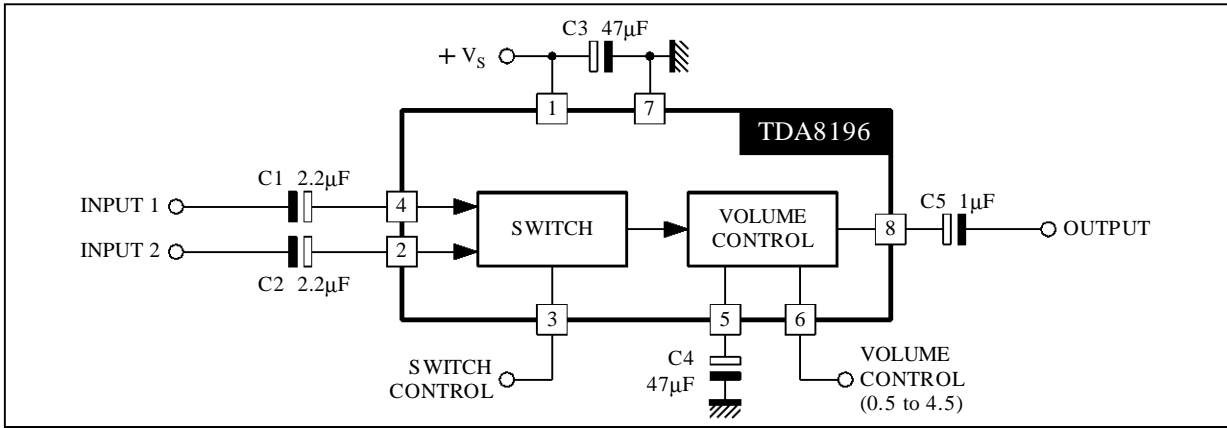 C3 47µF
+ VS
1
7
TDA8196
C1 2.2µF
INPUT 1
4
SWITCH
VOLUME
CONTROL
8
C5 1µF
OUTPUT
INPUT 2
2
C2 2.2µF
3
5
6
SWITCH
CONTROL
C4
47µF
VOLUME
CONTROL
(0.5 to 4.5)